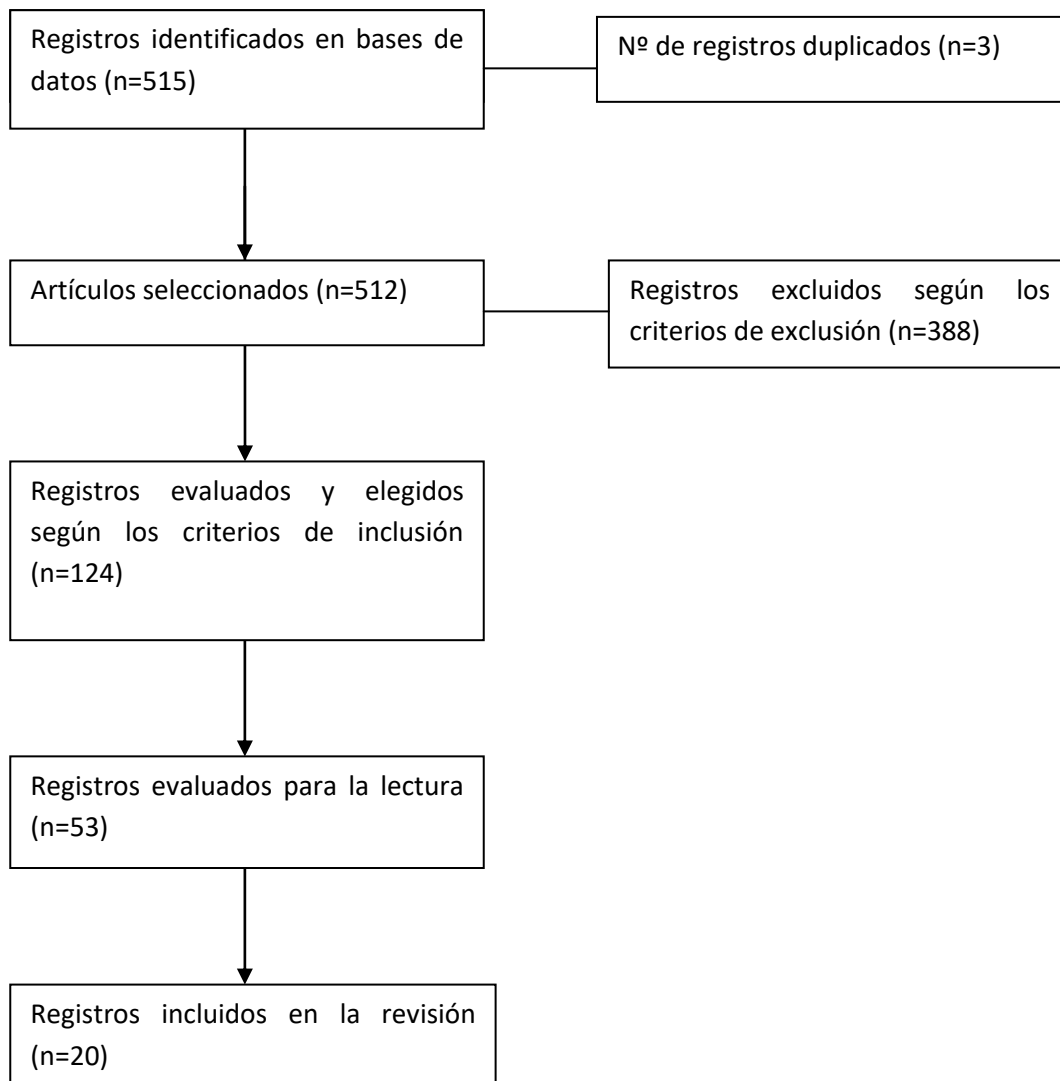 Registros identificados en bases de
datos (n=515)
Nº de registros duplicados (n=3)
Artículos seleccionados (n=512)
Registros excluidos según los
criterios de exclusión (n=388)
Registros evaluados y elegidos
según los criterios de inclusión
(n=124)
Registros evaluados para la lectura
(n=53)
Registros incluidos en la revisión
(n=20)